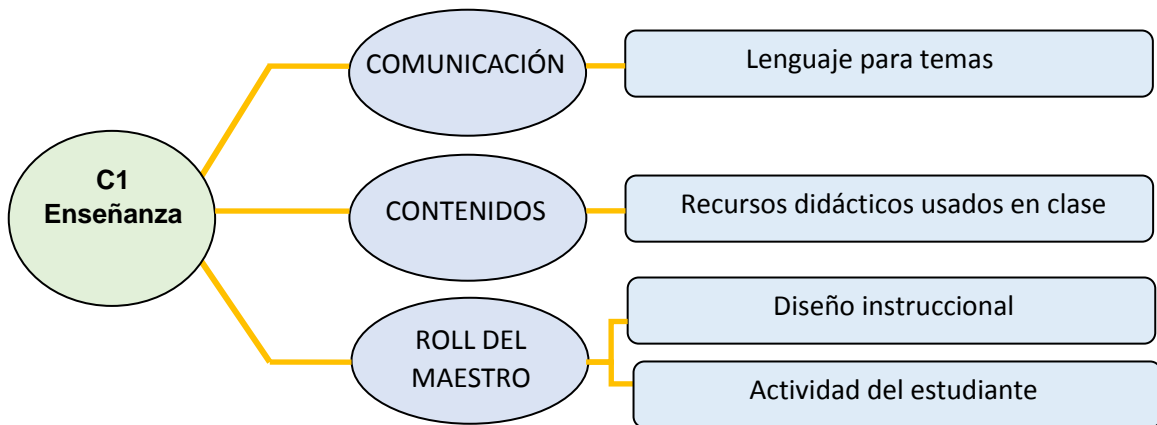 C1
Enseñanza
COMUNICACIÓN
Lenguaje para temas
CONTENIDOS
Recursos didácticos usados en clase
ROLL DEL
MAESTRO
Diseño instruccional
Actividad del estudiante